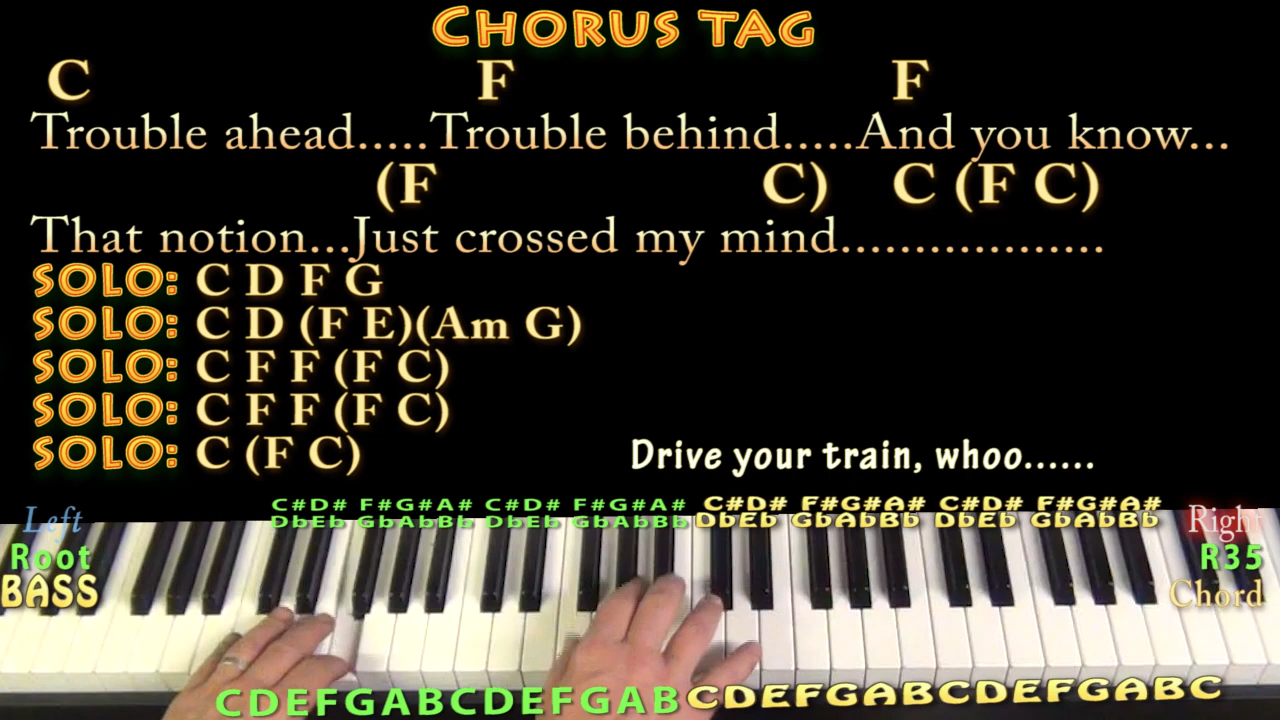 CHORUS TAG
C F F
Trouble ahead.....Trouble behind.....And you know...
(F C) C (F C)
That notion...Just crossed my mind..................
SOLO: C D F G
SOLO: C D (F E)(Am G)
SOLO: C F F (F C)
SOLO: C F F (F C)
SOLO: C (F C)
Drive your train, whoo......
C#D# F#G#A# C#D# F#G#A# C#D# F#G#A# C#D# F#G#A#
DbEb GbAbBb DbEb GbAbBb DbEb GbAbBb DbEb GbAbBb
Left
Root
BASS
Right
R35
Chord
CDEFGABCDEFGABCDEFGABCDEFGABC